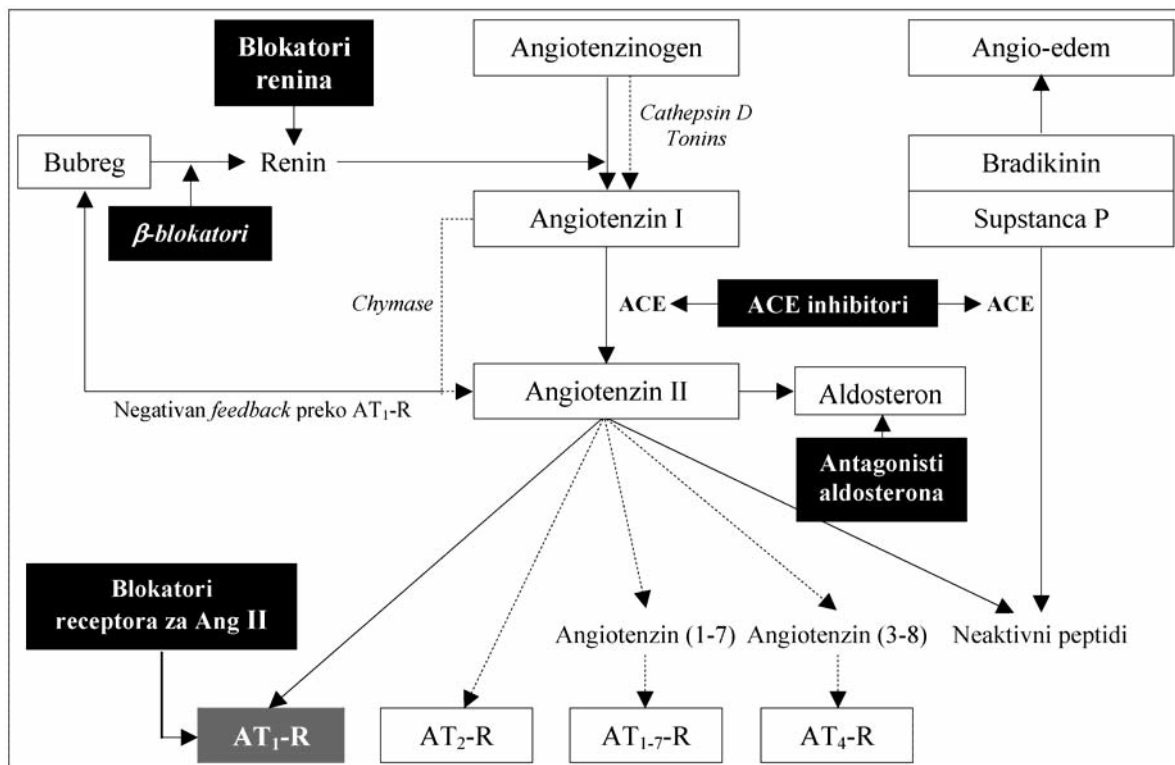 Blokatori
renina
Angiotenzinogen
Angio-edem
Cathepsin D
Tonins
Bubreg
Renin
Bradikinin
β-blokatori
Angiotenzin I
Supstanca P
Chymase
ACE
ACE inhibitori
ACE
Angiotenzin II
Aldosteron
Negativan feedback preko AT₁-R
Antagonisti
aldosterona
Blokatori
receptora za Ang II
Angiotenzin (1-7)
Angiotenzin (3-8)
Neaktivni peptidi
AT₁-R
AT₂-R
AT₁₋₇-R
AT₄-R